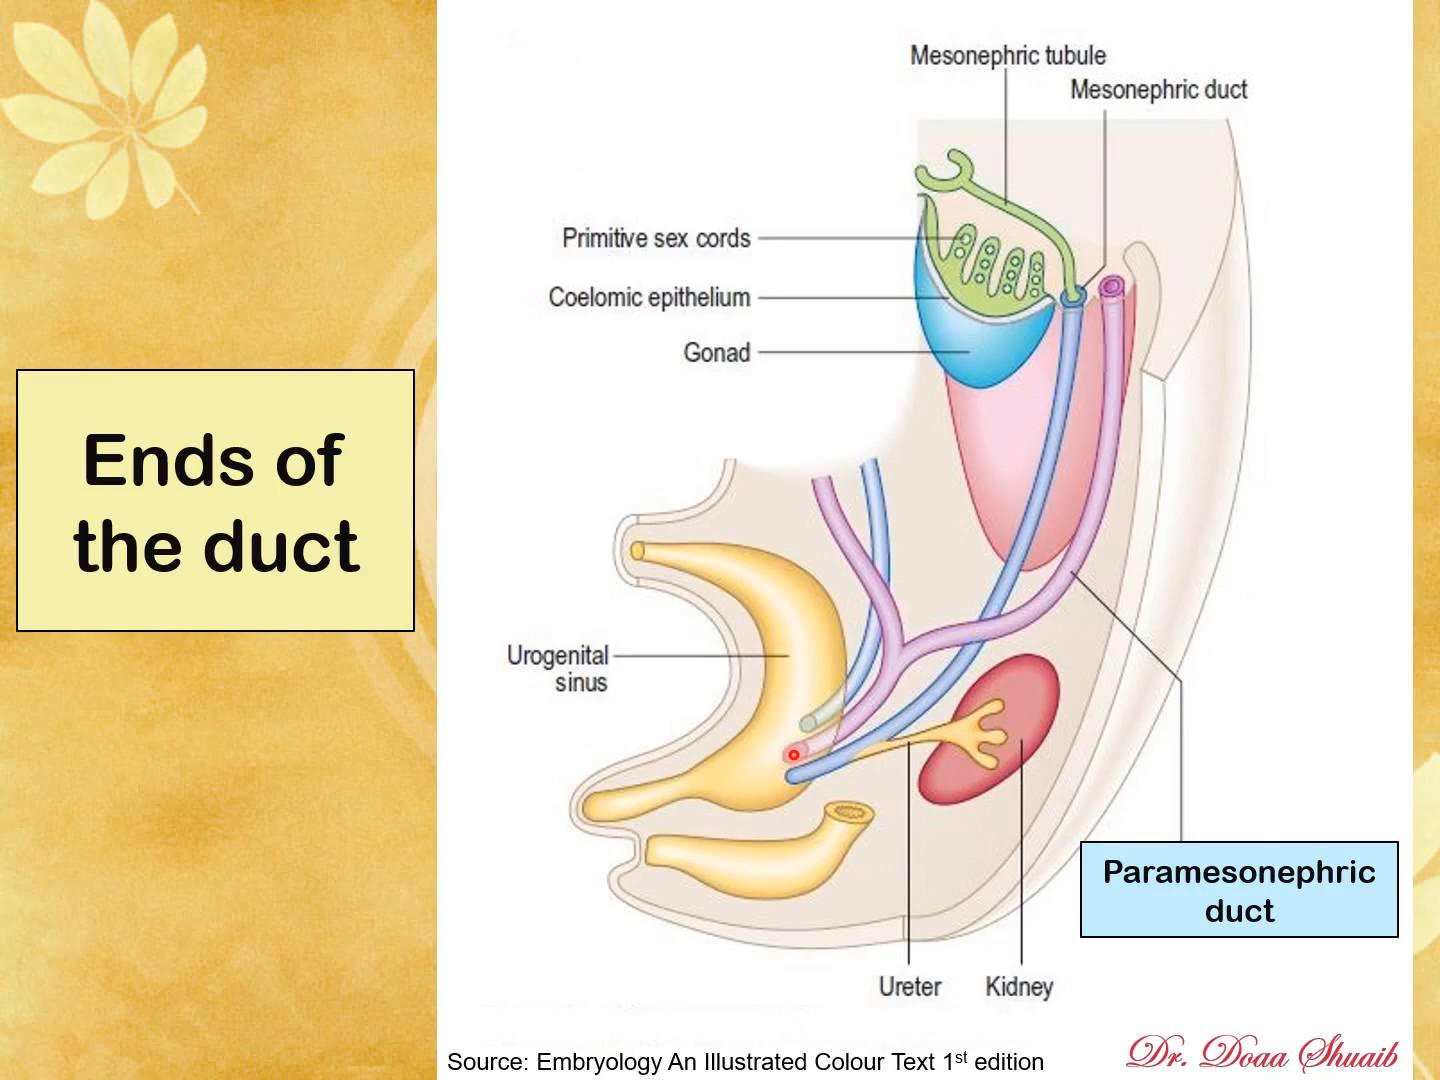 Mesonephric tubule
Mesonephric duct
Primitive sex cords
Coelomic epithelium
Gonad
Ends of
the duct
Urogenital
sinus
Paramesonephric
duct
Ureter
Kidney
Source: Embryology An Illustrated Colour Text 1st edition
Dr. Doaa Shuaib